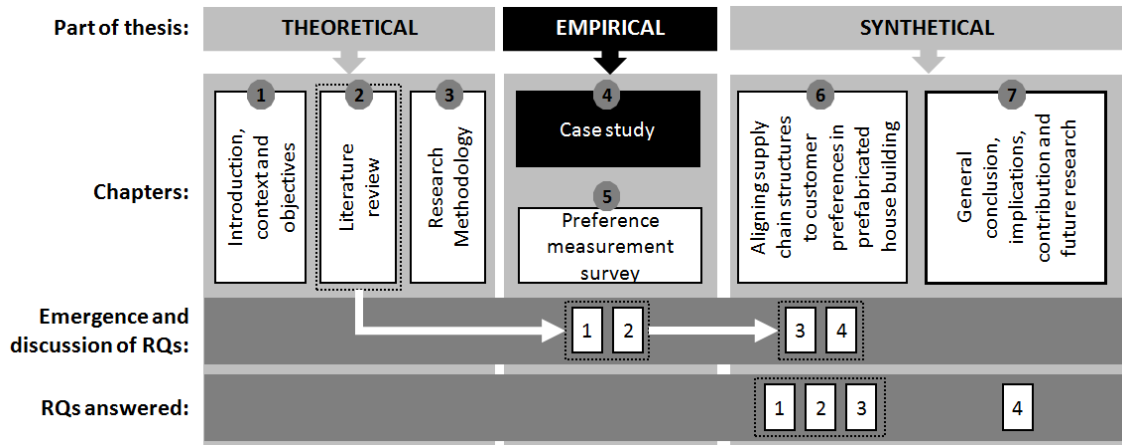 Part of thesis:
THEORETICAL
EMPIRICAL
SYNTHETICAL
Chapters:
1
Introduction,
context and
objectives
2
Literature
review
3
Research
Methodology
4
Case study
5
Preference
measurement
survey
6
Aligning supply
chain structures
to customer
preferences in
prefabricated
house building
7
General
conclusion,
implications,
contribution and
future research
Emergence and
discussion of RQs:
1 2 3 4
RQs answered:
1 2 3 4